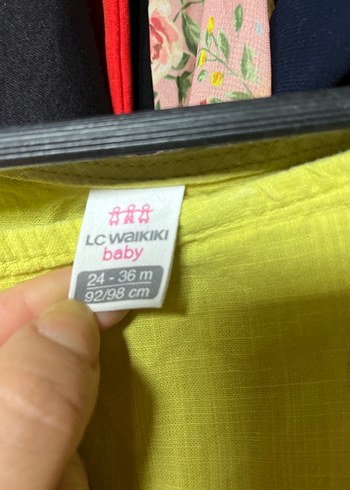 LC WAIKIKI
baby
24 - 36 m
92/98 cm